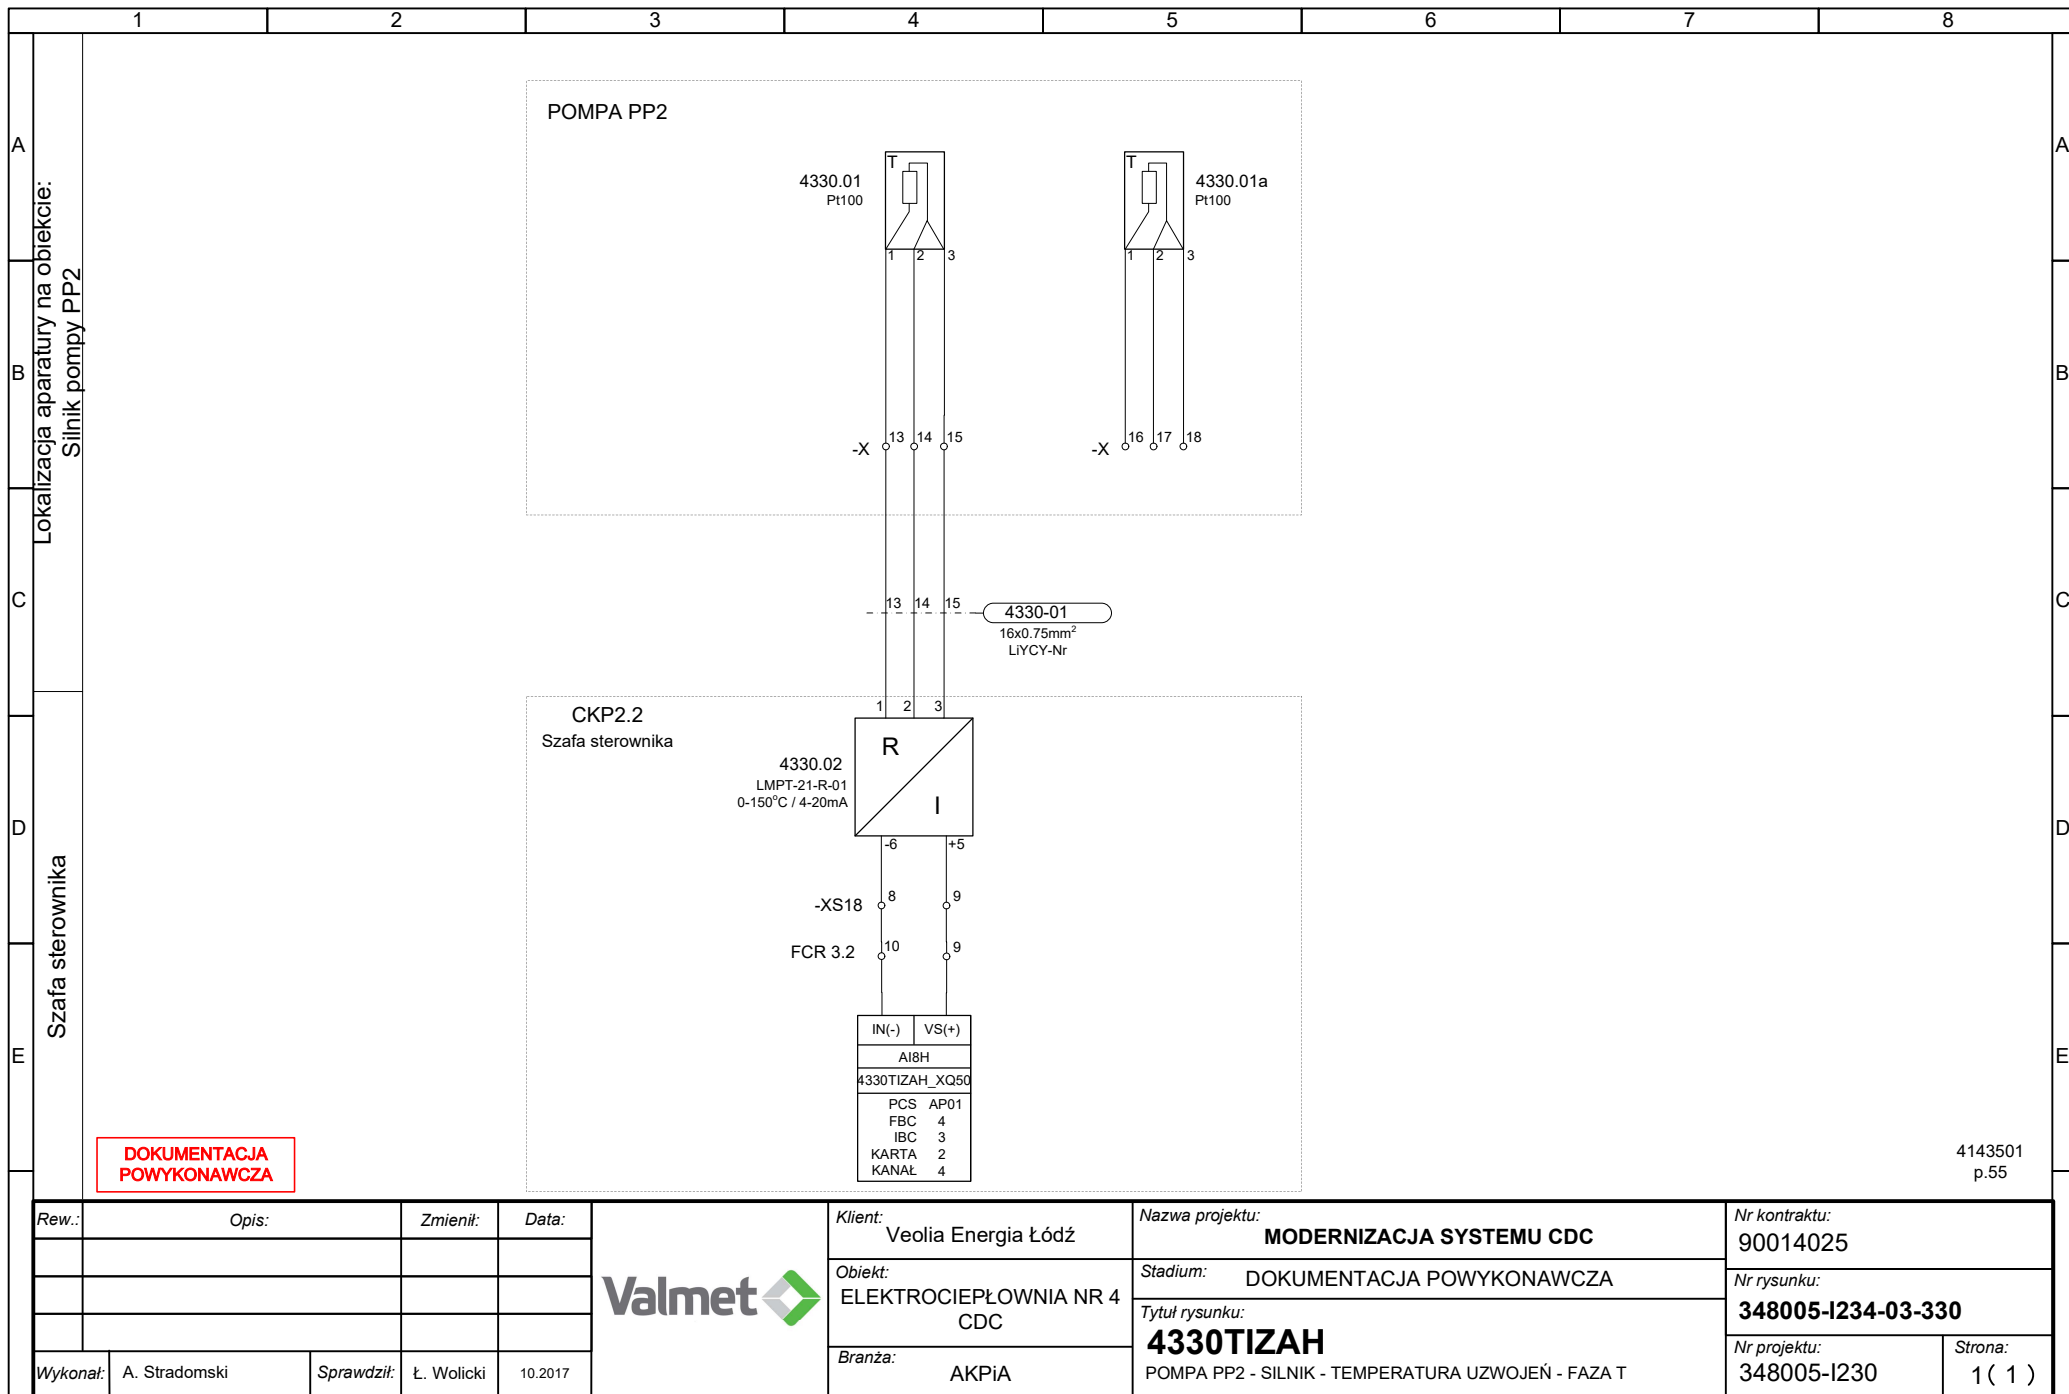 1 2 3 4 5 6 7 8
A A
B B
C C
D D
E E
Lokalizacja aparatury na obiekcie:
Silnik pompy PP2
Szafa sterownika
POMPA PP2
T
4330.01
Pt100
1 2 3
T
4330.01a
Pt100
1 2 3
-X 13 14 15
-X 16 17 18
13 14 15
4330-01
16x0.75mm²
LiYCY-Nr
CKP2.2
Szafa sterownika
1 2 3
R
I
4330.02
LMPT-21-R-01
0-150°C / 4-20mA
-6 +5
-XS18 8 9
FCR 3.2 10 9
IN(-) VS(+)
AI8H
4330TIZAH_XQ50
PCS AP01
FBC 4
IBC 3
KARTA 2
KANAŁ 4
DOKUMENTACJA
POWYKONAWCZA
4143501
p.55
Rew.: Opis: Zmienił: Data:
Wykonał: A. Stradomski Sprawdził: Ł. Wolicki 10.2017
Valmet
Klient:
Veolia Energia Łódź
Obiekt:
ELEKTROCIEPŁOWNIA NR 4
CDC
Branża:
AKPiA
Nazwa projektu:
MODERNIZACJA SYSTEMU CDC
Stadium: DOKUMENTACJA POWYKONAWCZA
Tytuł rysunku:
4330TIZAH
POMPA PP2 - SILNIK - TEMPERATURA UZWOJEŃ - FAZA T
Nr kontraktu:
90014025
Nr rysunku:
348005-I234-03-330
Nr projektu:
348005-I230
Strona:
1( 1 )